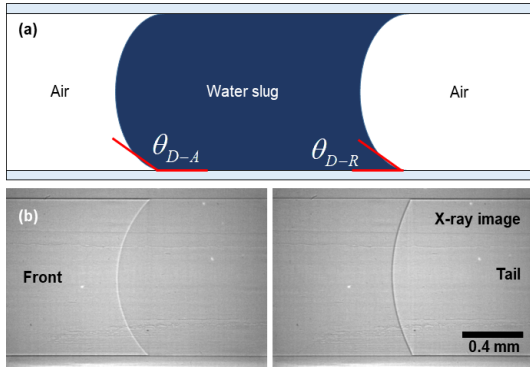 (a)
Air
Water slug
Air
θD–A
θD–R
(b)
X-ray image
Front
Tail
0.4 mm